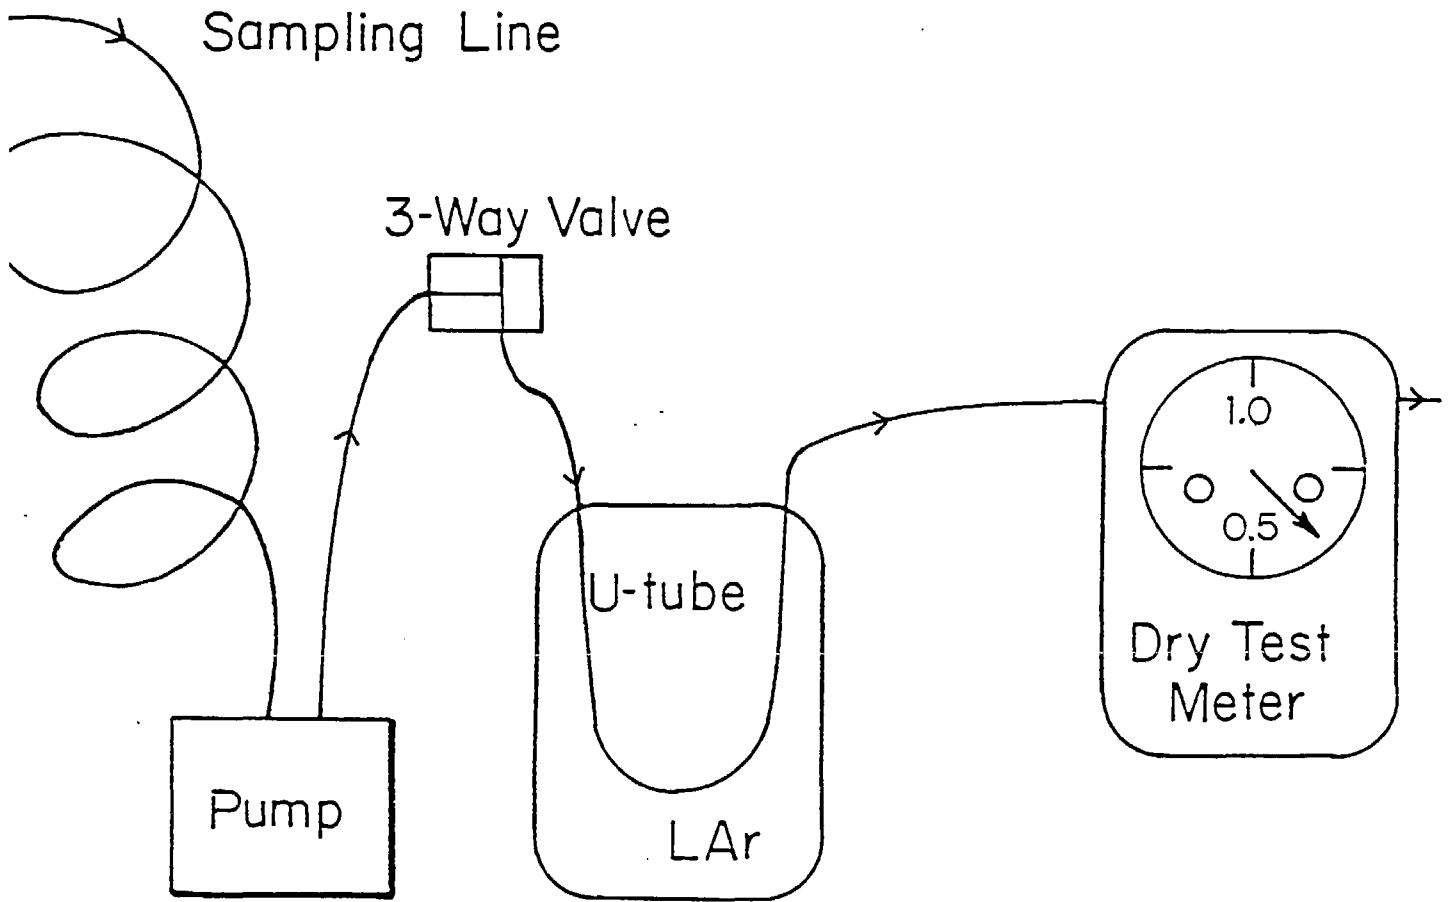 Sampling Line
3-Way Valve
1.0
0.5
U-tube
Dry Test
Meter
Pump
LAr